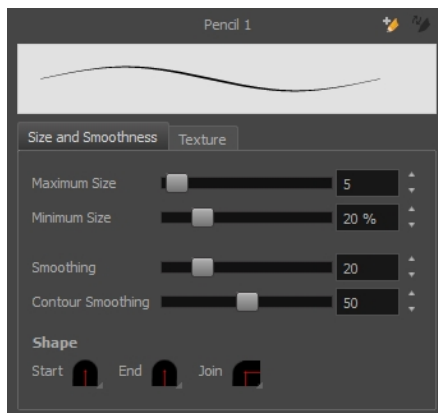 Pencil 1
Size and Smoothness Texture
Maximum Size 5
Minimum Size 20 %
Smoothing 20
Contour Smoothing 50
Shape
Start End Join